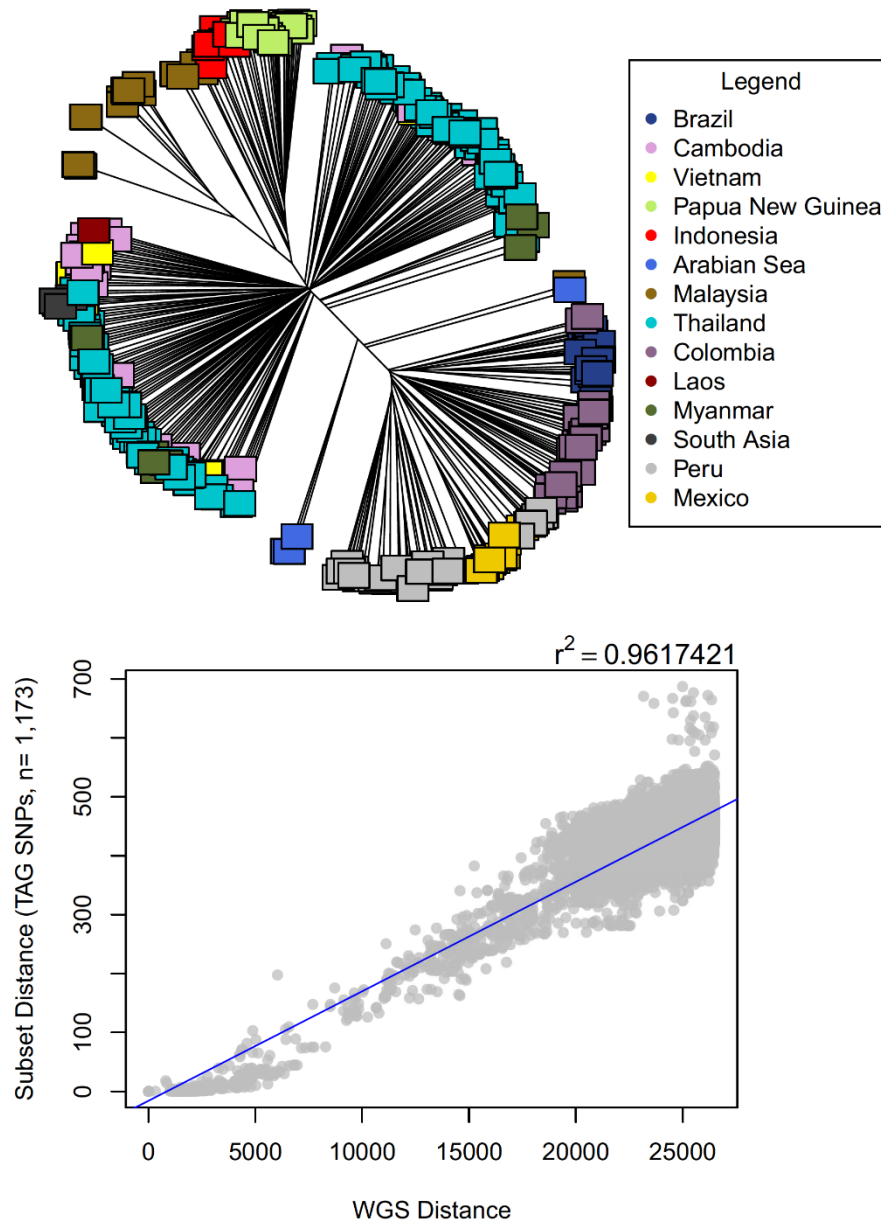 Legend
Brazil
Cambodia
Vietnam
Papua New Guinea
Indonesia
Arabian Sea
Malaysia
Thailand
Colombia
Laos
Myanmar
South Asia
Peru
Mexico
r² = 0.9617421
Subset Distance (TAG SNPs, n= 1,173)
700
500
300
100
0
0 5000 10000 15000 20000 25000
WGS Distance